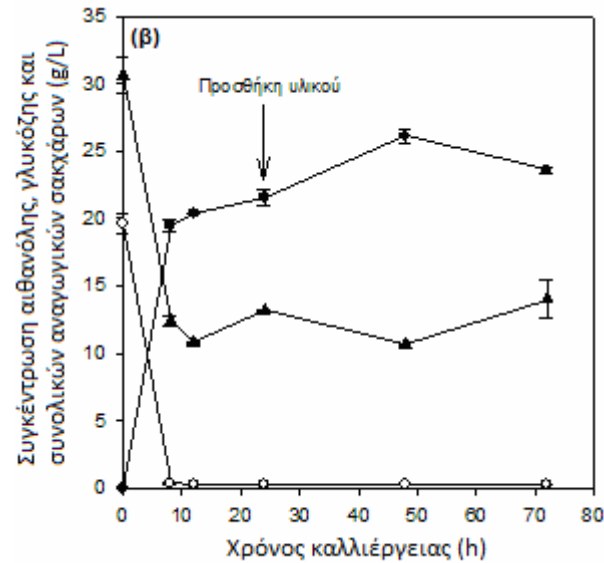 (β)
Προσθήκη υλικού
Συγκέντρωση αιθανόλης, γλυκόζης και
συνολικών αναγωγικών σακχάρων (g/L)
35
30
25
20
15
10
5
0
0 10 20 30 40 50 60 70 80
Χρόνος καλλιέργειας (h)